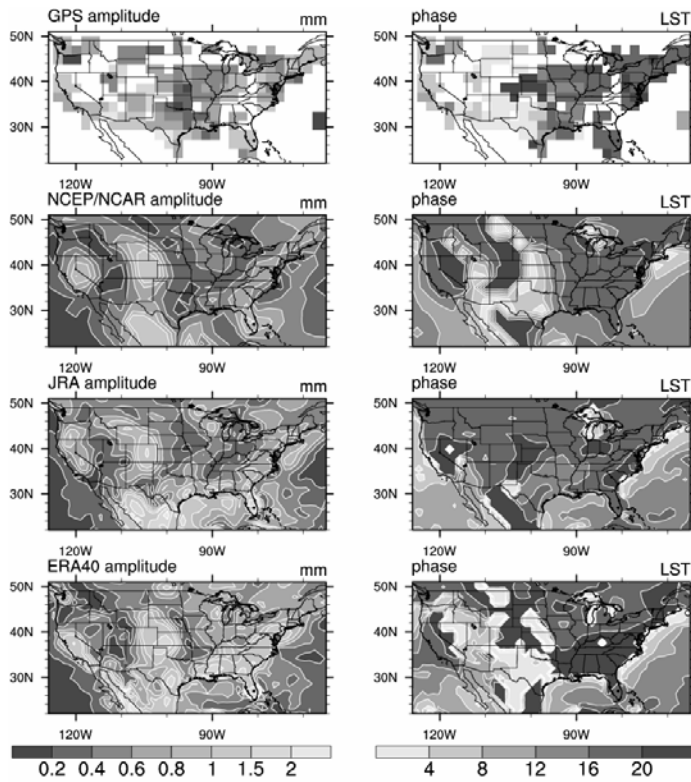 GPS amplitude mm phase LST
50N 50N
40N 40N
30N 30N
120W 90W 120W 90W
NCEP/NCAR amplitude mm phase LST
50N 50N
40N 40N
30N 30N
120W 90W 120W 90W
JRA amplitude mm phase LST
50N 50N
40N 40N
30N 30N
120W 90W 120W 90W
ERA40 amplitude mm phase LST
50N 50N
40N 40N
30N 30N
120W 90W 120W 90W
0.2 0.4 0.6 0.8 1 1.5 2 4 8 12 16 20